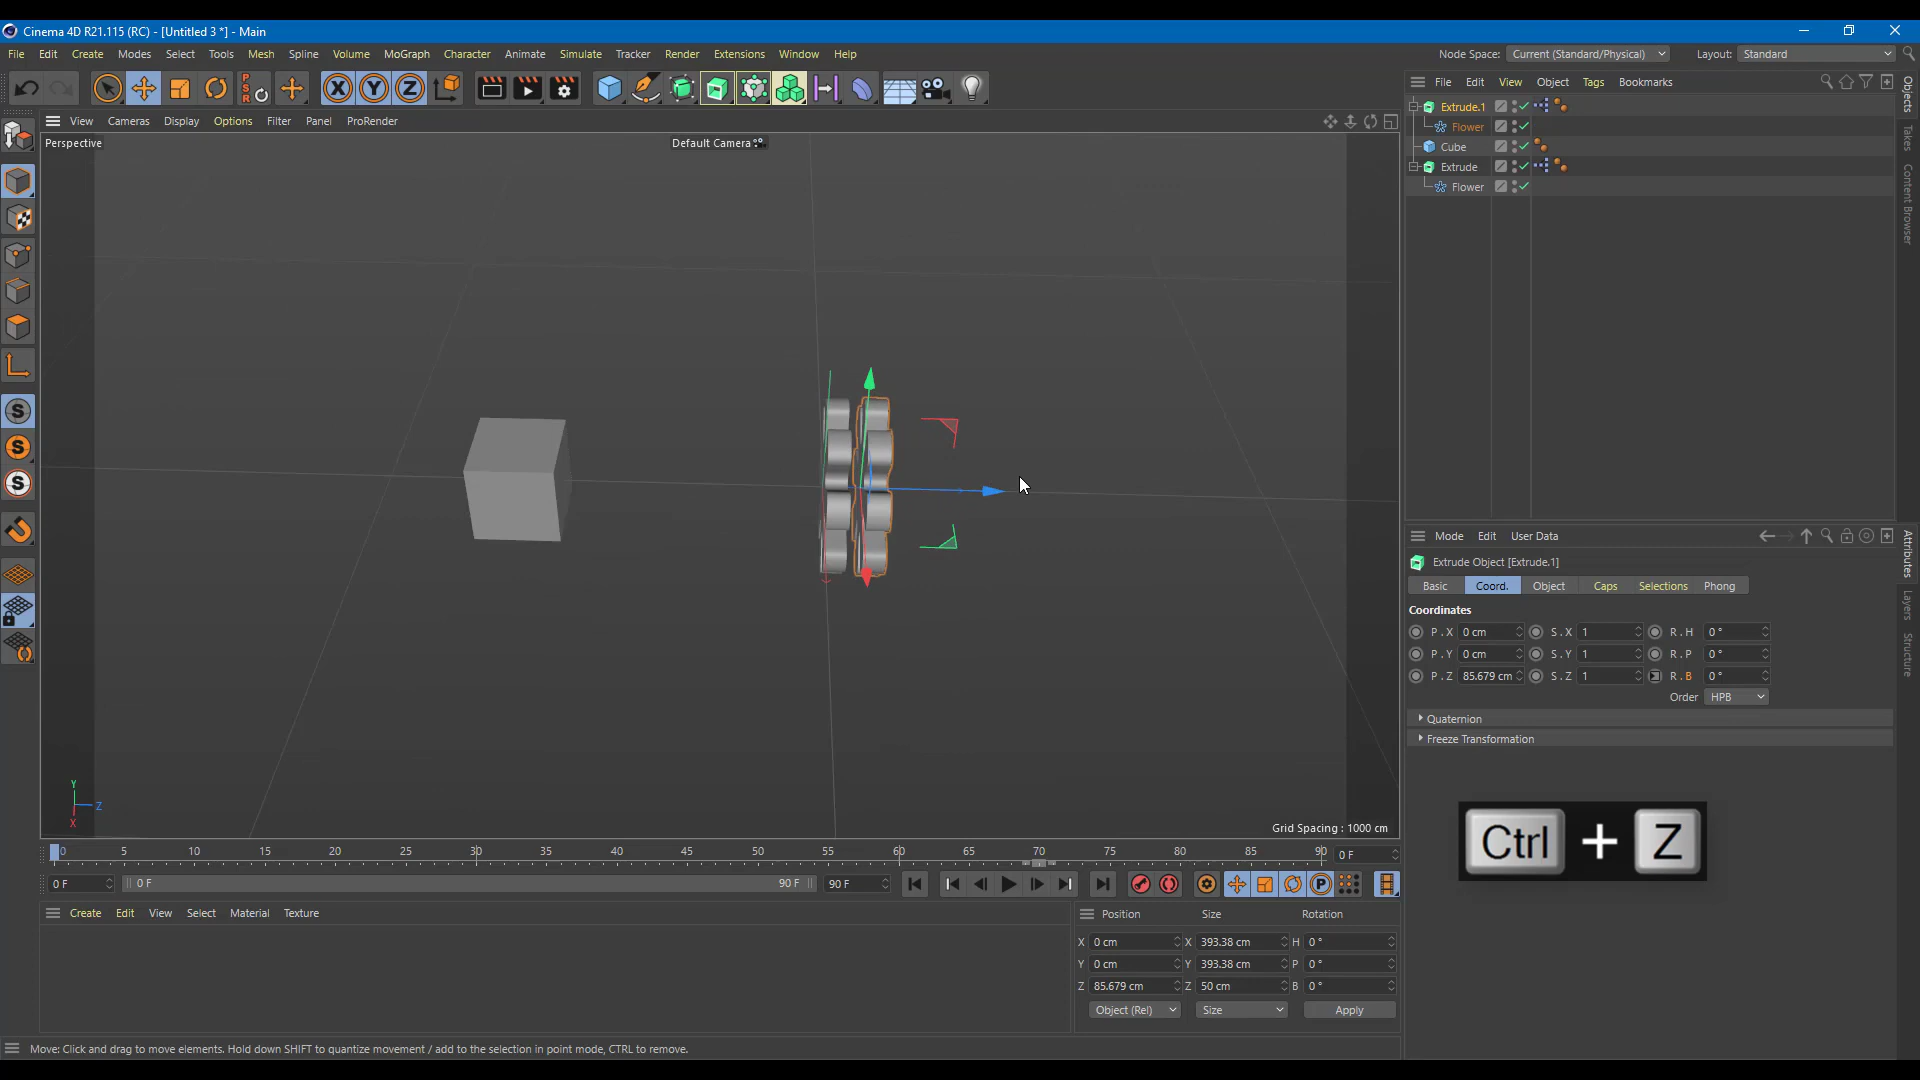 Cinema 4D R21.115 (RC) - [Untitled 3 *] - Main
File Edit Create Modes Select Tools Mesh Spline Volume MoGraph Character Animate Simulate Tracker Render Extensions Window Help
Node Space: Current (Standard/Physical) Layout: Standard
PSR X Y Z
File Edit View Object Tags Bookmarks
View Cameras Display Options Filter Panel ProRender
Perspective
Default Camera
Extrude.1
Flower
Cube
Extrude
Flower
Objects
Takes
Content Browser
S
S
S
Mode Edit User Data
Extrude Object [Extrude.1]
Basic Coord. Object Caps Selections Phong
Coordinates
P . X 0 cm S . X 1 R . H 0 °
P . Y 0 cm S . Y 1 R . P 0 °
P . Z 85.679 cm S . Z 1 R . B 0 °
Order HPB
Quaternion
Freeze Transformation
Attributes
Layers
Structure
Y
Z
X
Grid Spacing : 1000 cm
Ctrl + Z
0 5 10 15 20 25 30 35 40 45 50 55 60 65 70 75 80 85 90 0 F
0 F 0 F 90 F 90 F
P
Create Edit View Select Material Texture
Position Size Rotation
X 0 cm X 393.38 cm H 0 °
Y 0 cm Y 393.38 cm P 0 °
Z 85.679 cm Z 50 cm B 0 °
Object (Rel) Size Apply
Move: Click and drag to move elements. Hold down SHIFT to quantize movement / add to the selection in point mode, CTRL to remove.